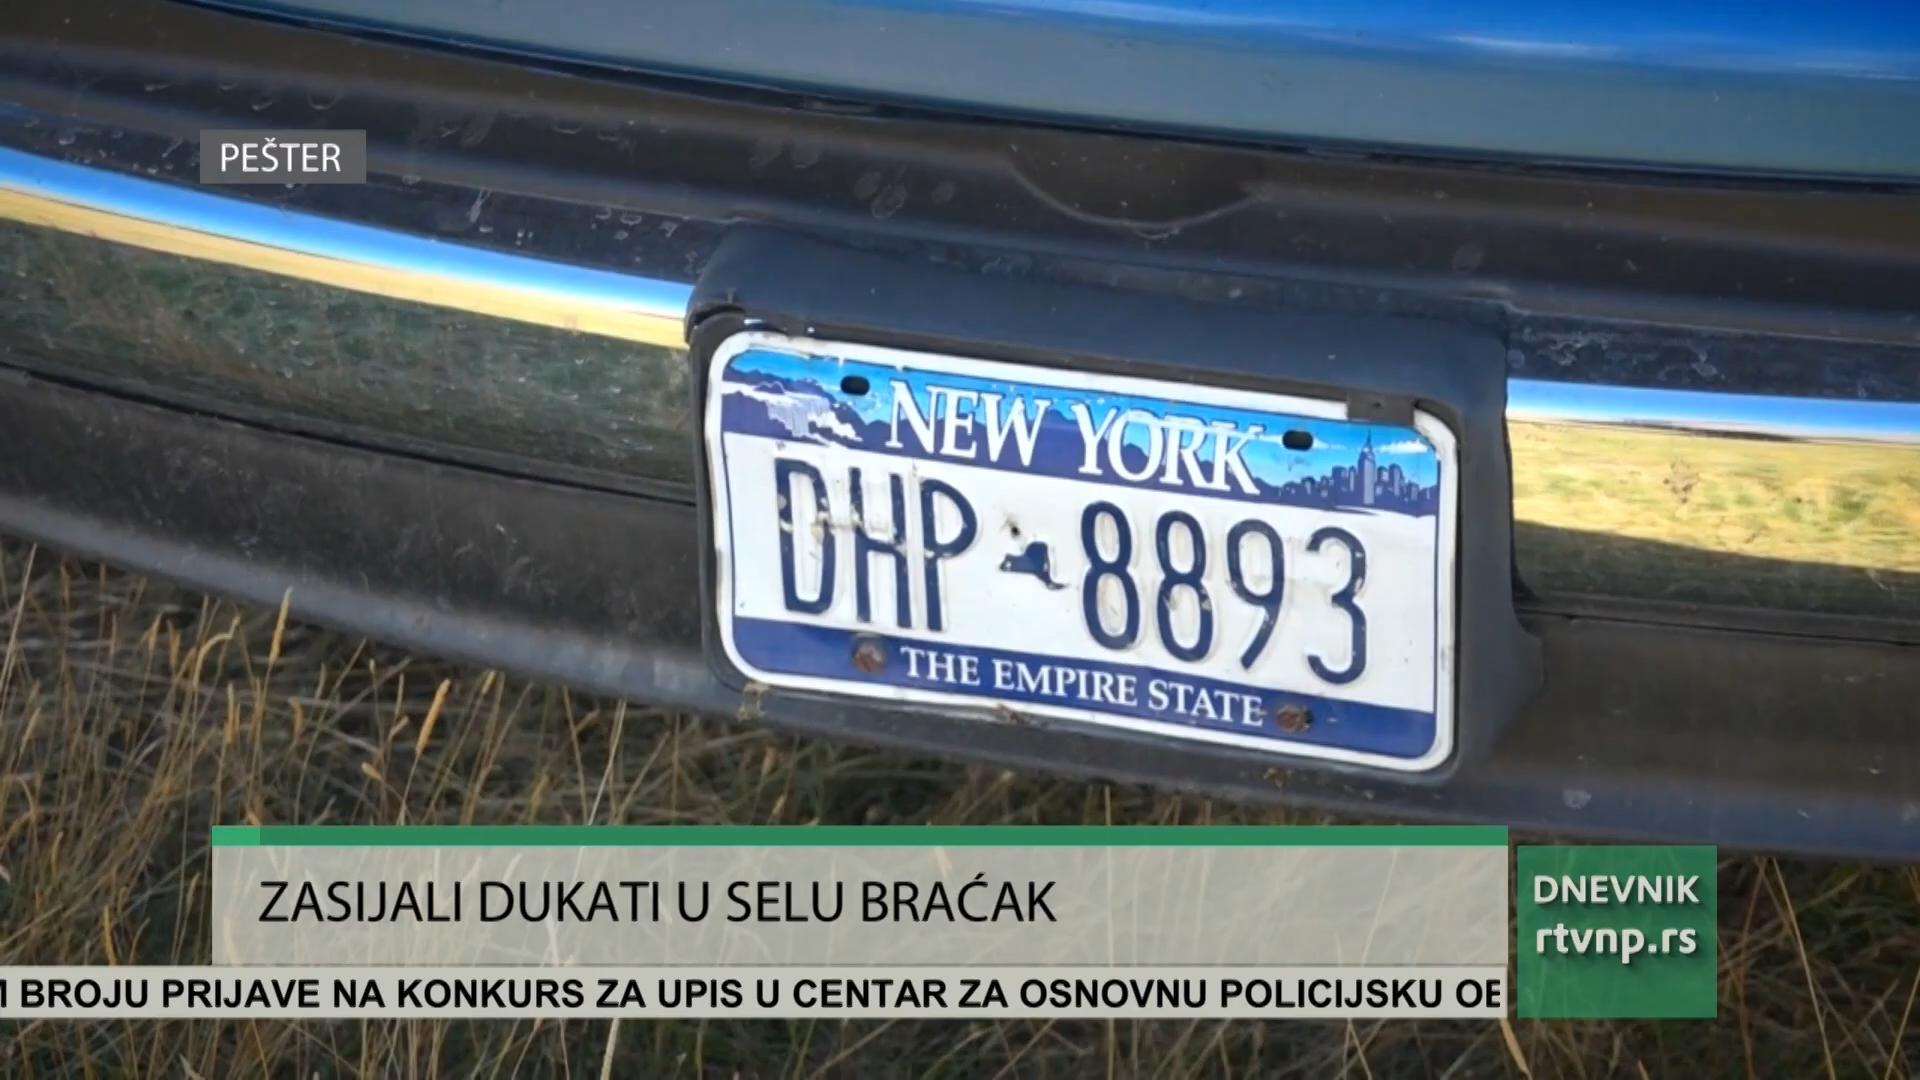 PEŠTER
NEW YORK
DHP 8893
THE EMPIRE STATE
ZASIJALI DUKATI U SELU BRAĆAK
DNEVNIK
rtvnp.rs
BROJU PRIJAVE NA KONKURS ZA UPIS U CENTAR ZA OSNOVNU POLICIJSKU